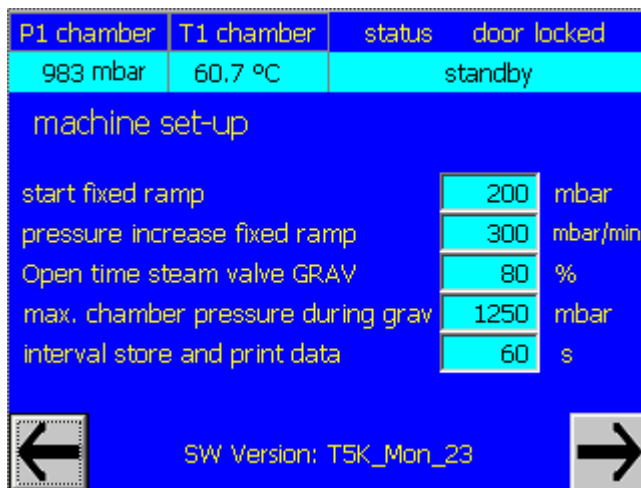 P1 chamber T1 chamber status door locked
983 mbar 60.7 ºC standby
machine set-up
start fixed ramp 200 mbar
pressure increase fixed ramp 300 mbar/min
Open time steam valve GRAV 80 %
max. chamber pressure during grav 1250 mbar
interval store and print data 60 s
SW Version: T5K_Mon_23